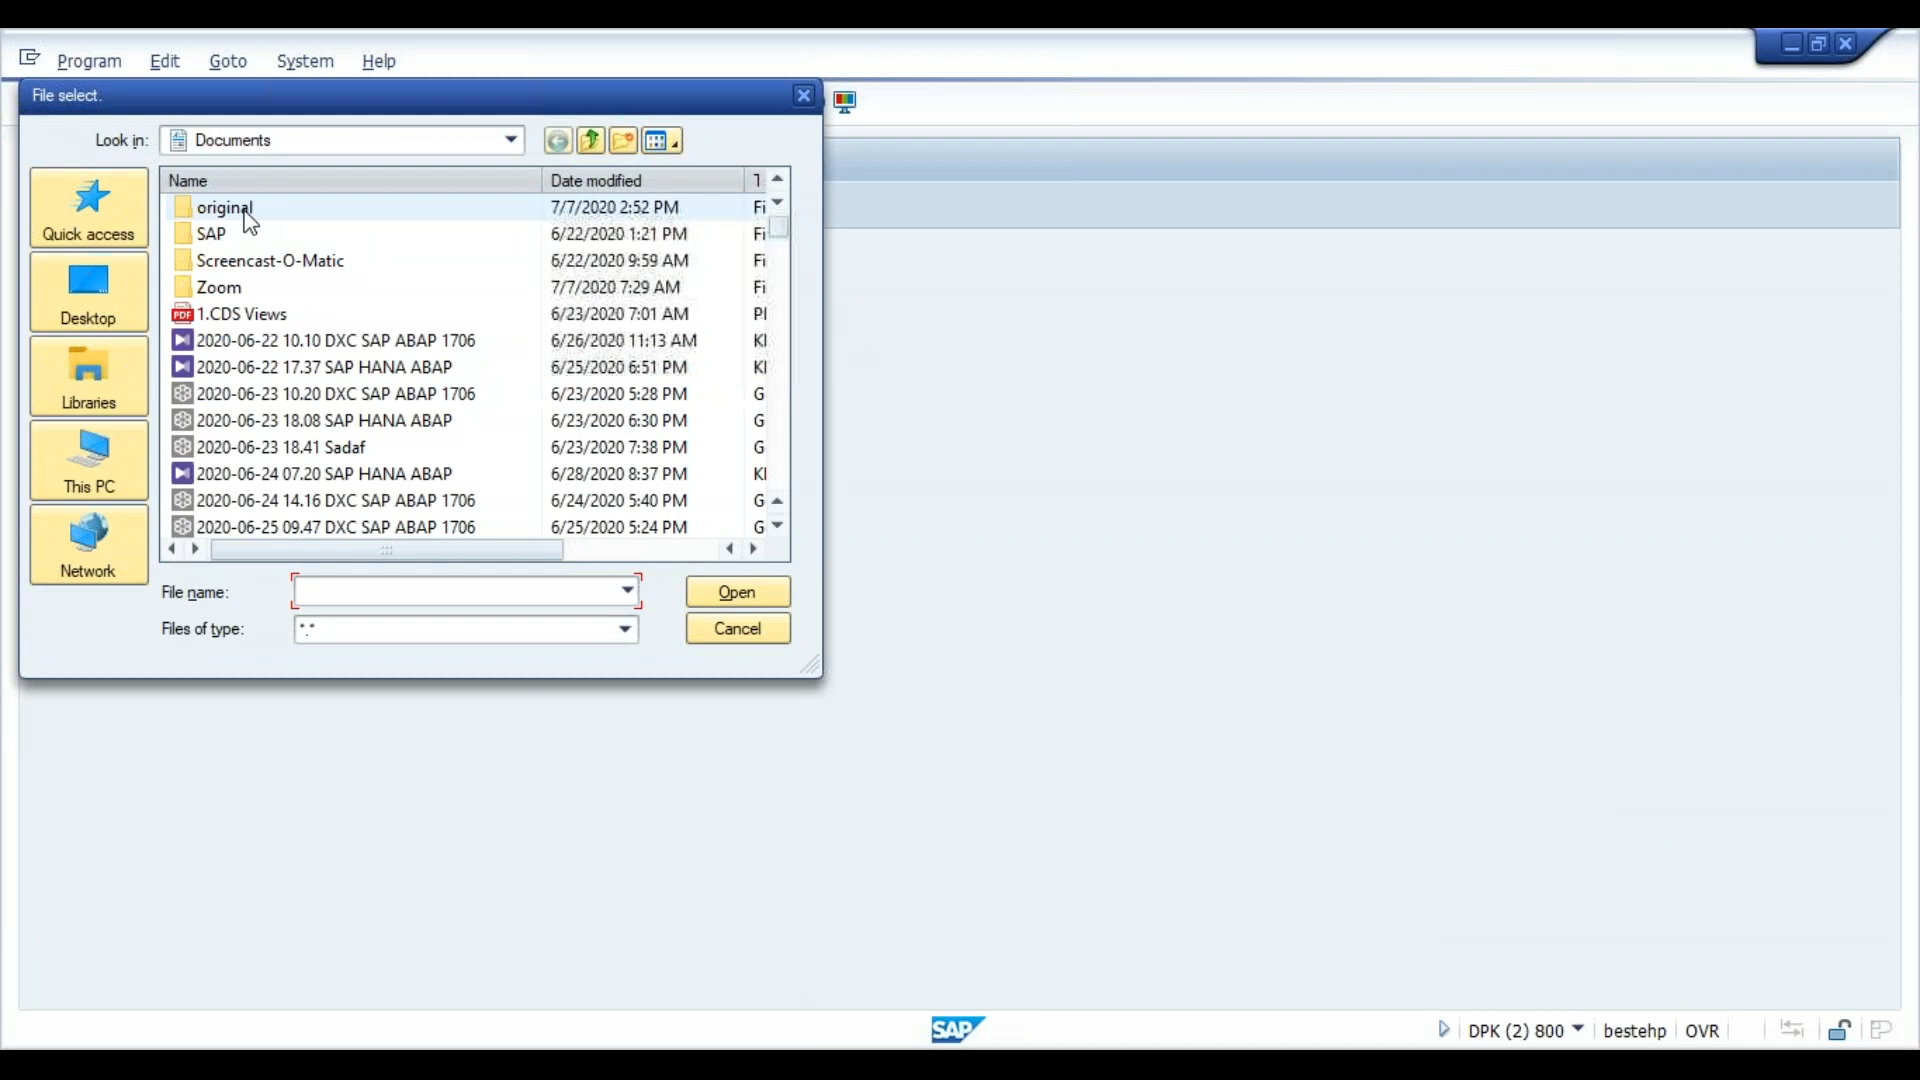 Program Edit Goto System Help
File select.
Look in: Documents
Name Date modified T
original 7/7/2020 2:52 PM Fi
SAP 6/22/2020 1:21 PM Fi
Screencast-O-Matic 6/22/2020 9:59 AM Fi
Zoom 7/7/2020 7:29 AM Fi
PDF 1.CDS Views 6/23/2020 7:01 AM
2020-06-22 10.10 DXC SAP ABAP 1706 6/26/2020 11:13 AM
2020-06-22 17.37 SAP HANA ABAP 6/25/2020 6:51 PM
2020-06-23 10.20 DXC SAP ABAP 1706 6/23/2020 5:28 PM G
2020-06-23 18.08 SAP HANA ABAP 6/23/2020 6:30 PM G
2020-06-23 18.41 Sadaf 6/23/2020 7:38 PM G
2020-06-24 07.20 SAP HANA ABAP 6/28/2020 8:37 PM
2020-06-24 14.16 DXC SAP ABAP 1706 6/24/2020 5:40 PM G
2020-06-25 09.47 DXC SAP ABAP 1706 6/25/2020 5:24 PM G
Quick access
Desktop
Libraries
This PC
Network
File name: Open
Files of type: *.* Cancel
SAP
DPK (2) 800 bestehp OVR